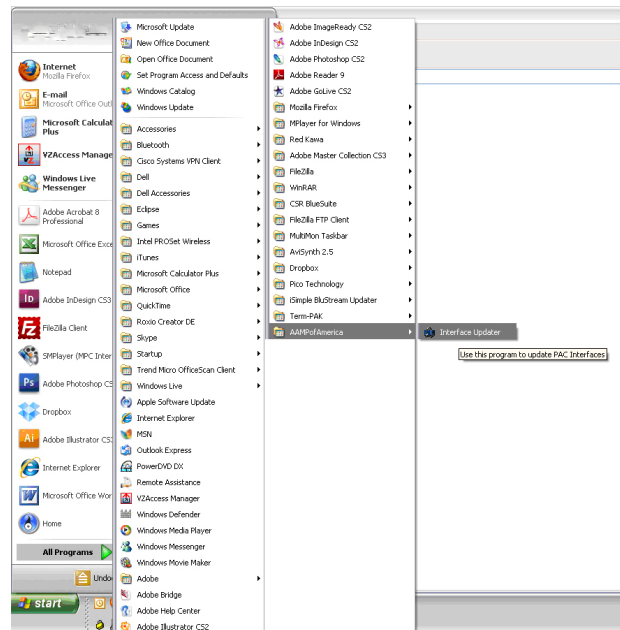 Internet
Mozilla Firefox
E-mail
Microsoft Office Outl
Microsoft Calculat
Plus
VZAccess Manage
Windows Live
Messenger
Adobe Acrobat 8
Professional
Microsoft Office Exce
Notepad
Adobe InDesign CS3
FileZilla Client
SMPlayer (MPC Inter
Adobe Photoshop CS
Dropbox
Adobe Illustrator CS
Internet Explorer
Microsoft Office Wor
Home
All Programs
Undo
start
Microsoft Update
New Office Document
Open Office Document
Set Program Access and Defaults
Windows Catalog
Windows Update
Accessories
Bluetooth
Cisco Systems VPN Client
Dell
Dell Accessories
Eclipse
Games
Intel PROSet Wireless
iTunes
Microsoft Calculator Plus
Microsoft Office
QuickTime
Roxio Creator DE
Skype
Startup
Trend Micro OfficeScan Client
Windows Live
Apple Software Update
Internet Explorer
MSN
Outlook Express
PowerDVD DX
Remote Assistance
VZAccess Manager
Windows Defender
Windows Media Player
Windows Messenger
Windows Movie Maker
Adobe
Adobe Bridge
Adobe Help Center
Adobe Illustrator CS2
Adobe ImageReady CS2
Adobe InDesign CS2
Adobe Photoshop CS2
Adobe Reader 9
Adobe GoLive CS2
Mozilla Firefox
MPlayer for Windows
Red Kawa
Adobe Master Collection CS3
FileZilla
WinRAR
CSR BlueSuite
FileZilla FTP Client
MultiMon Taskbar
AviSynth 2.5
Dropbox
Pico Technology
iSimple BluStream Updater
Term-PAK
AAMPofAmerica
Interface Updater
Use this program to update PAC Interfaces